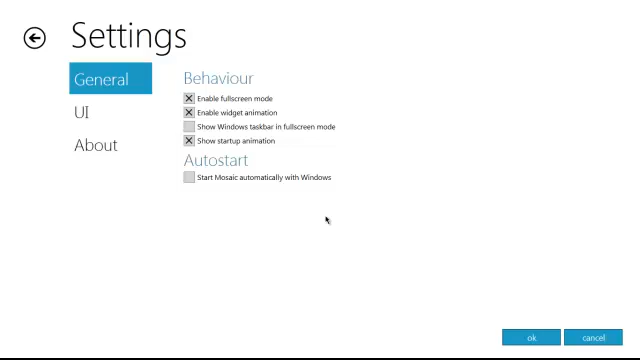 Settings
General
UI
About
Behaviour
Enable fullscreen mode
Enable widget animation
Show Windows taskbar in fullscreen mode
Show startup animation
Autostart
Start Mosaic automatically with Windows
ok
cancel